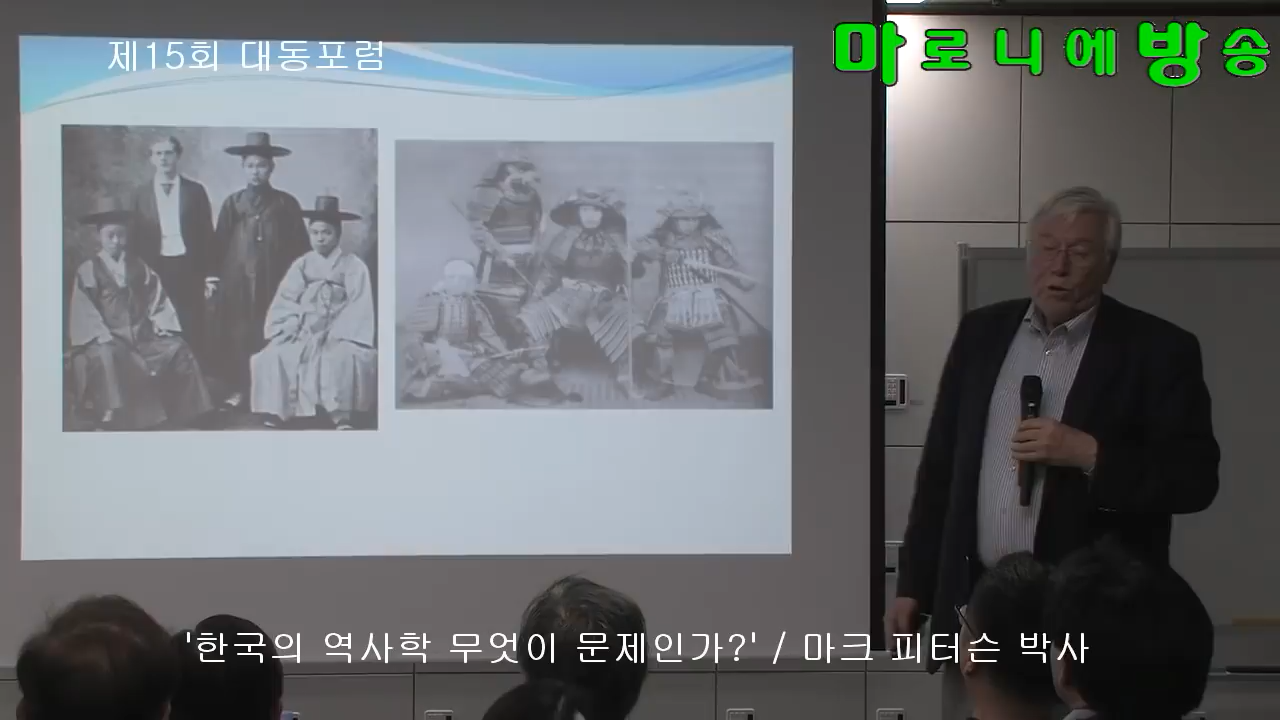 제15회 대동포럼
마로니에방송
'한국의 역사학 무엇이 문제인가?' / 마크 피터슨 박사